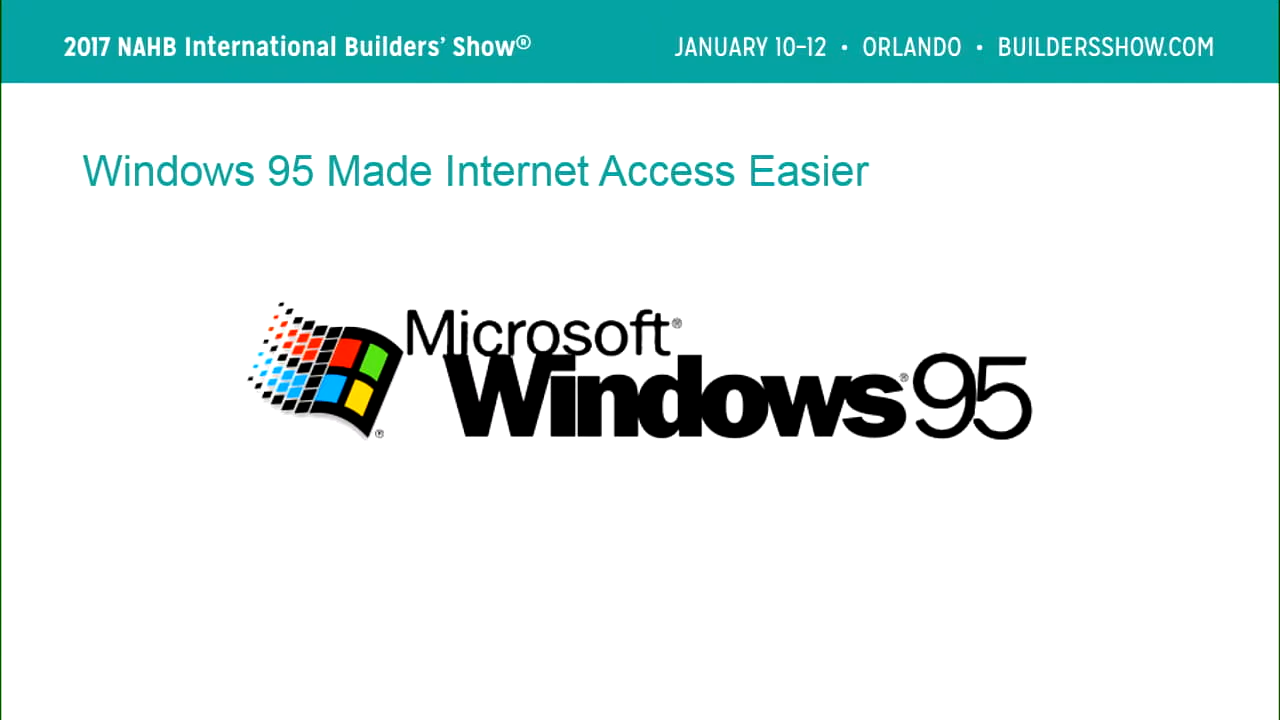 2017 NAHB International Builders' Show®
JANUARY 10–12 • ORLANDO • BUILDERSSHOW.COM
Windows 95 Made Internet Access Easier
Microsoft®
Windows®95
®